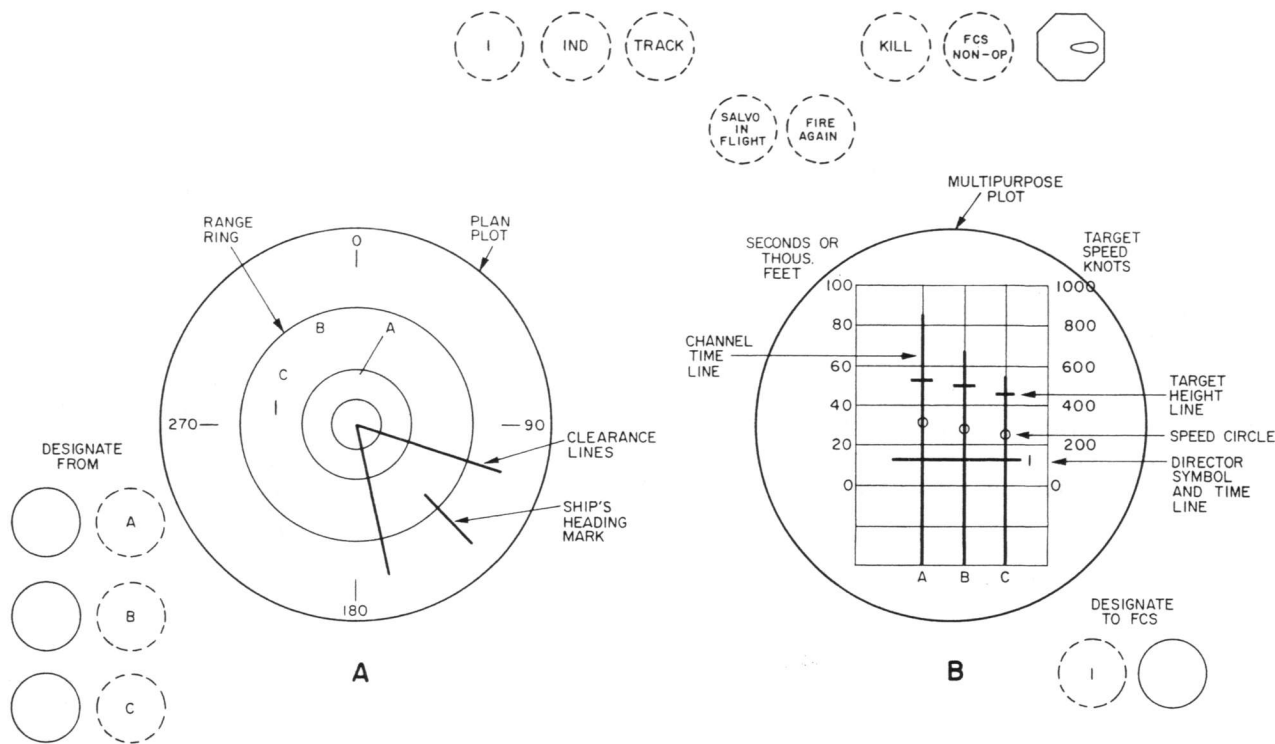 I
IND
TRACK
KILL
FCS
NON-OP
SALVO
IN
FLIGHT
FIRE
AGAIN
RANGE
RING
PLAN
PLOT
0
B
A
C
I
270
90
180
CLEARANCE
LINES
SHIP'S
HEADING
MARK
A
DESIGNATE
FROM
A
B
C
MULTIPURPOSE
PLOT
SECONDS OR
THOUS.
FEET
TARGET
SPEED
KNOTS
100
80
60
40
20
0
1000
800
600
400
200
0
CHANNEL
TIME
LINE
TARGET
HEIGHT
LINE
SPEED CIRCLE
I
DIRECTOR
SYMBOL
AND TIME
LINE
A B C
B
DESIGNATE
TO FCS
I